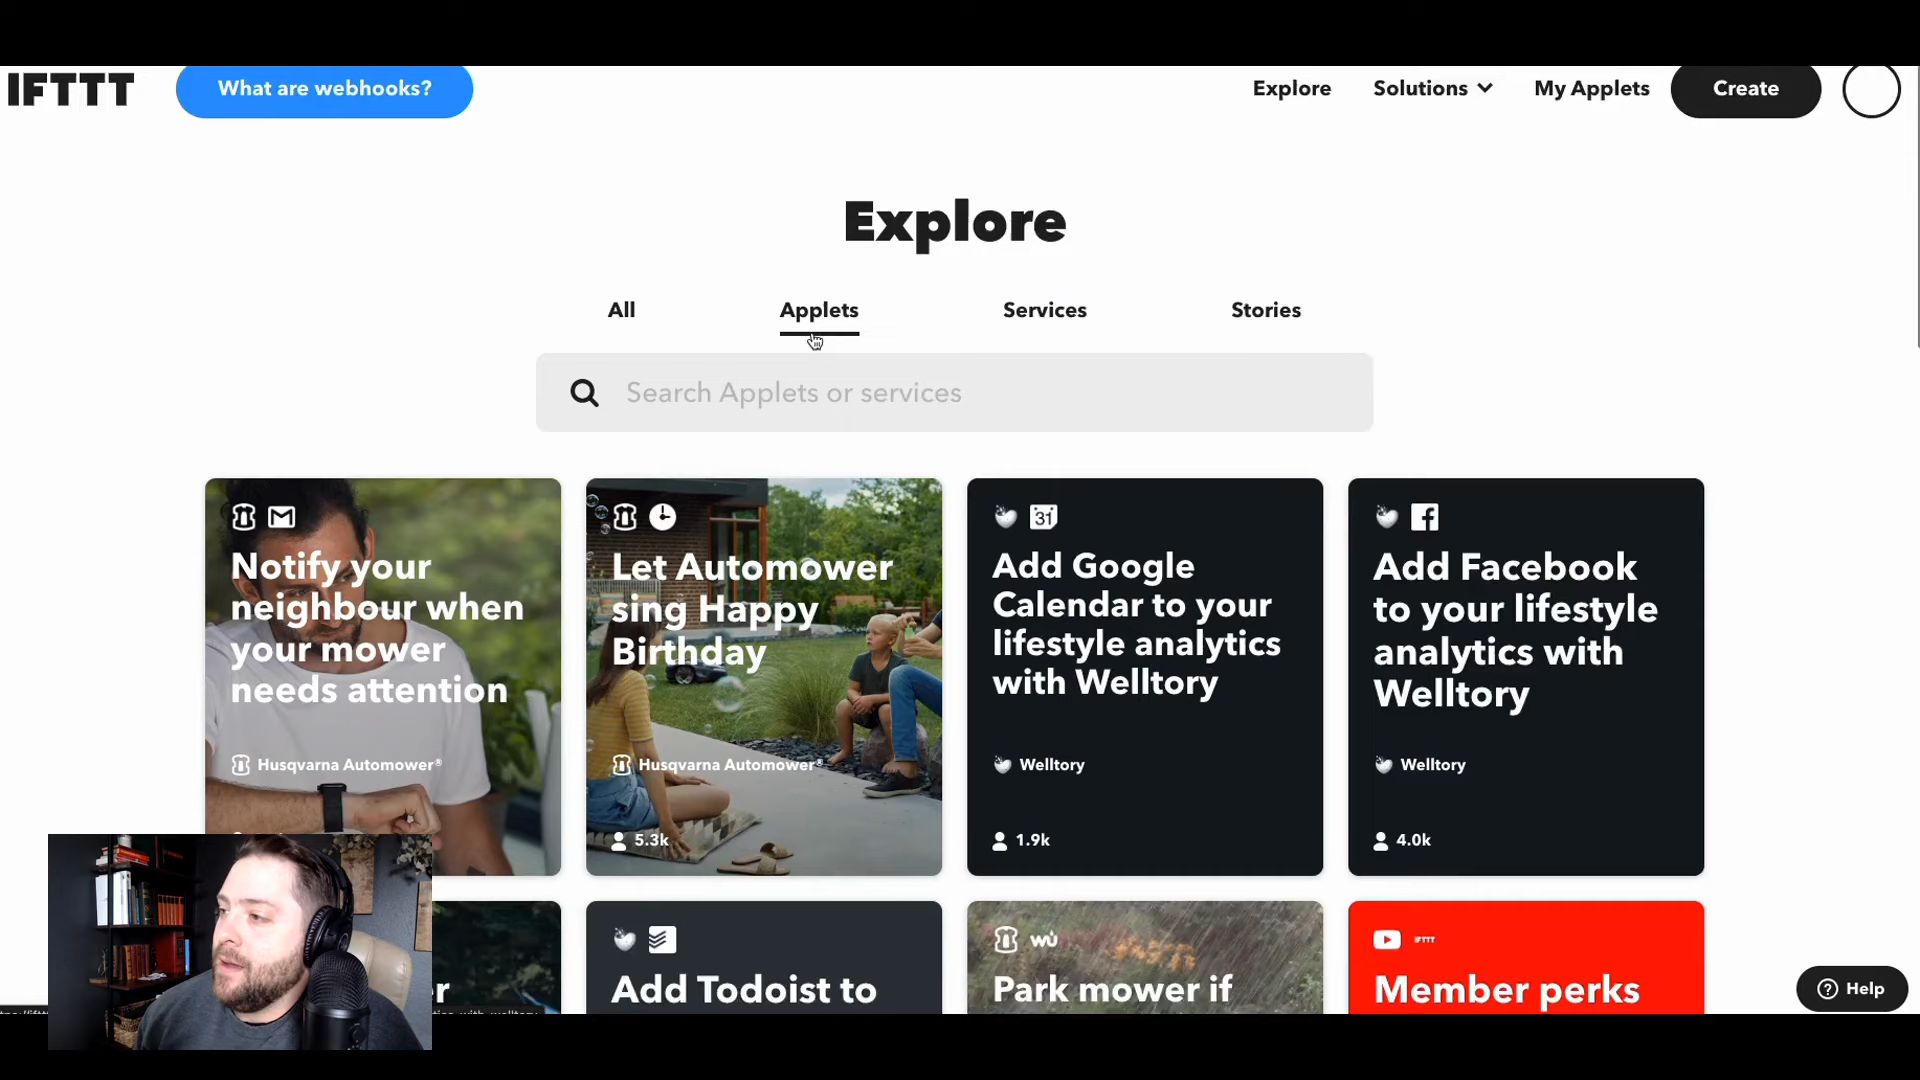 IFTTT
What are webhooks?
Explore
Solutions
My Applets
Create
Explore
All
Applets
Services
Stories
Search Applets or services
Notify your
neighbour when
your mower
needs attention
Husqvarna Automower®
Let Automower
sing Happy
Birthday
Husqvarna Automower®
5.3k
31
Add Google
Calendar to your
lifestyle analytics
with Welltory
Welltory
1.9k
Add Facebook
to your lifestyle
analytics with
Welltory
Welltory
4.0k
Add Todoist to
Park mower if
IFTTT
Member perks
Help